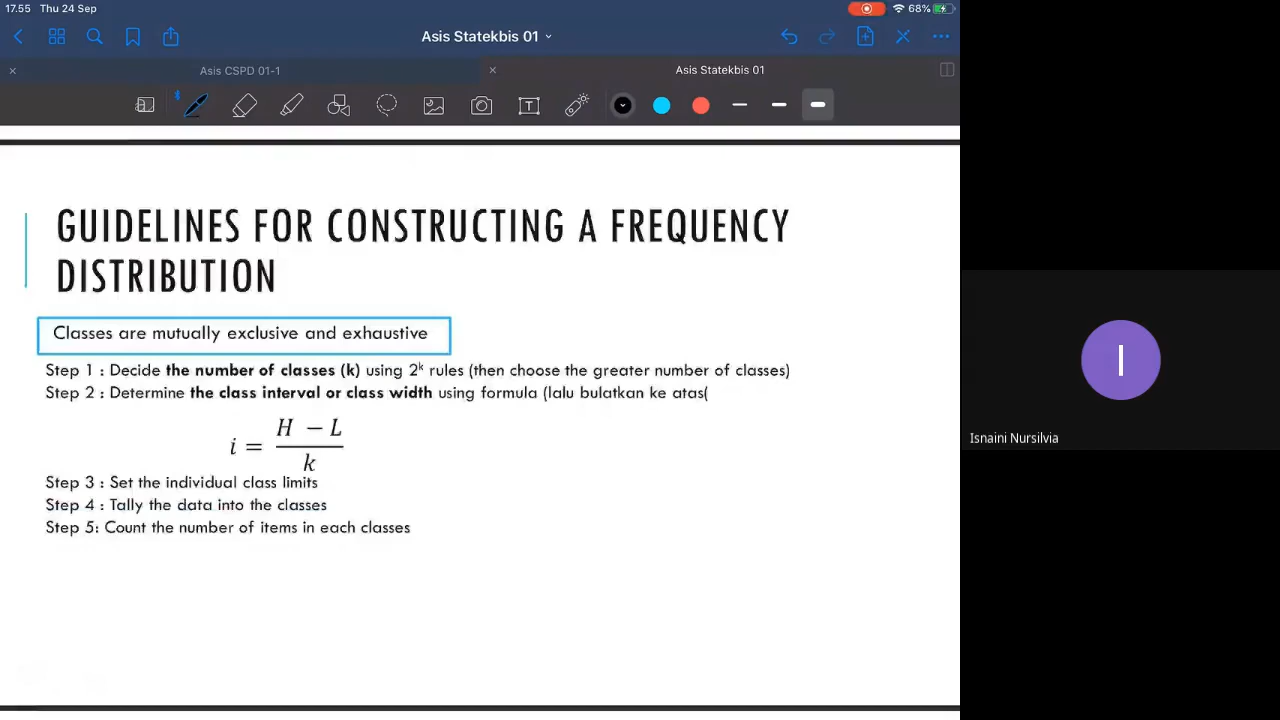 17.55 Thu 24 Sep
68%
Asis Statekbis 01
Asis CSPD 01-1
Asis Statekbis 01
T
GUIDELINES FOR CONSTRUCTING A FREQUENCY
DISTRIBUTION
Classes are mutually exclusive and exhaustive
Step 1 : Decide the number of classes (k) using 2^k rules (then choose the greater number of classes)
Step 2 : Determine the class interval or class width using formula (lalu bulatkan ke atas(
i = \frac{H - L}{k}
Step 3 : Set the individual class limits
Step 4 : Tally the data into the classes
Step 5: Count the number of items in each classes
I
Isnaini Nursilvia